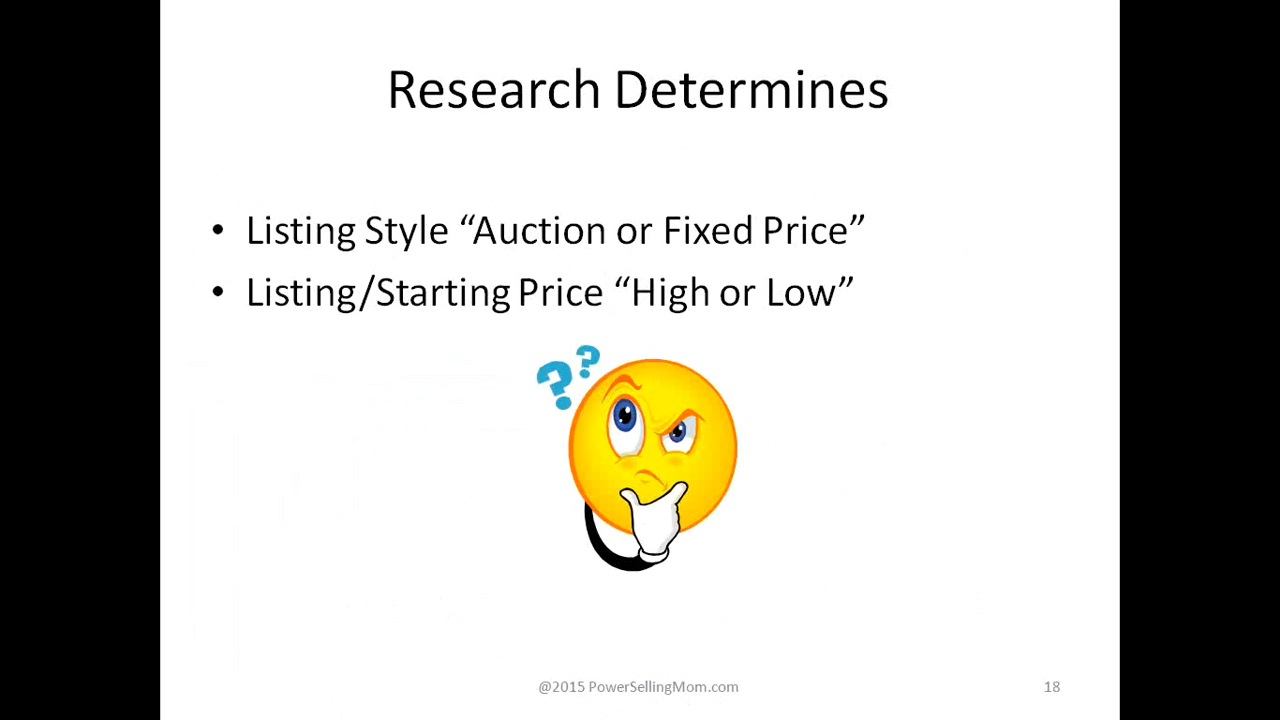 Research Determines
• Listing Style “Auction or Fixed Price”
• Listing/Starting Price “High or Low”
??
@2015 PowerSellingMom.com
18